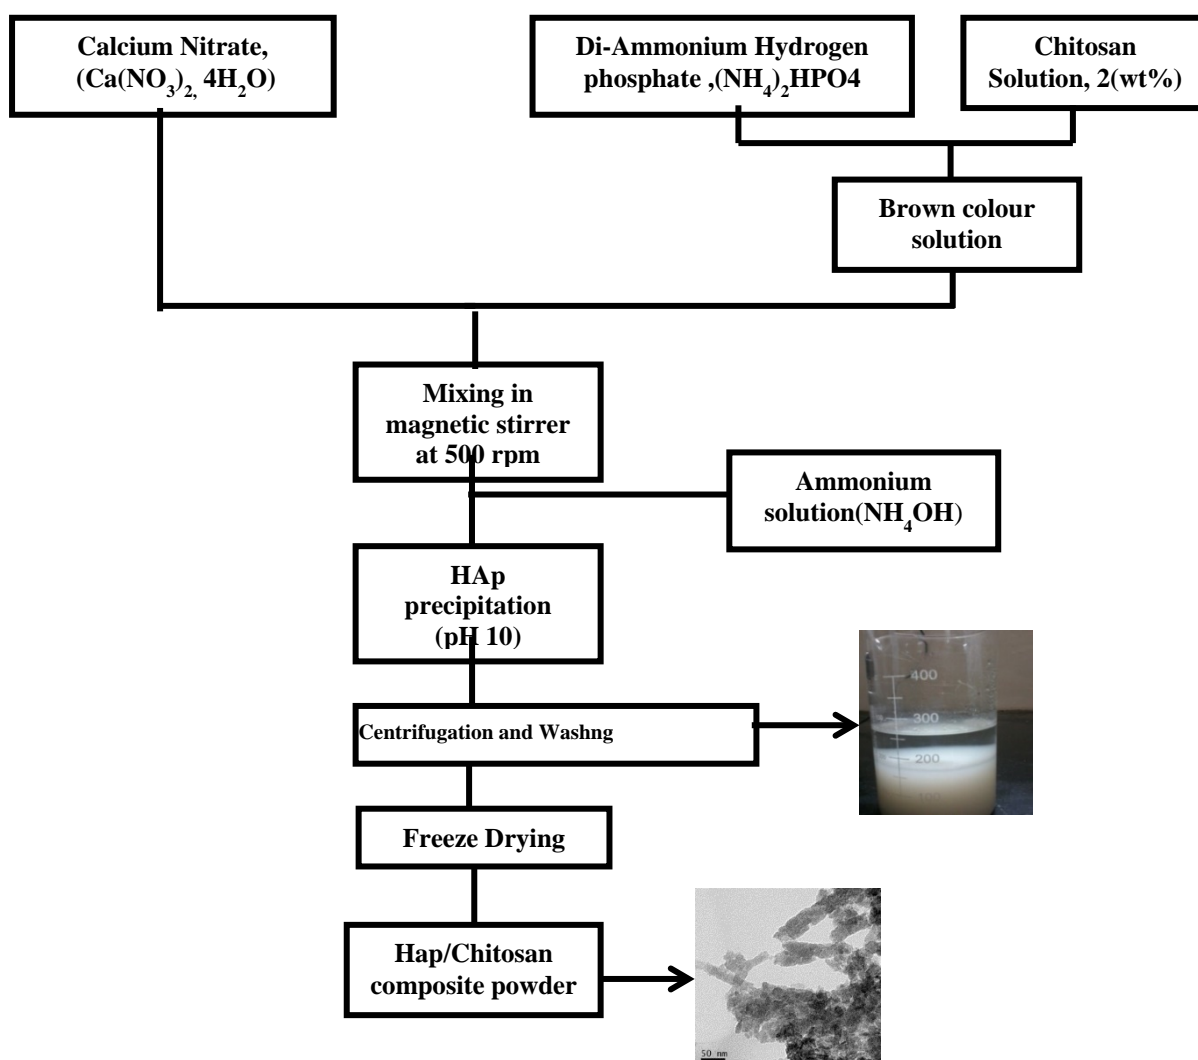 Calcium Nitrate,
(Ca(NO₃)₂, 4H₂O)
Di-Ammonium Hydrogen
phosphate ,(NH₄)₂HPO4
Chitosan
Solution, 2(wt%)
Brown colour
solution
Mixing in
magnetic stirrer
at 500 rpm
Ammonium
solution(NH₄OH)
HAp
precipitation
(pH 10)
Centrifugation and Washng
400
300
200
100
Freeze Drying
Hap/Chitosan
composite powder
50 nm